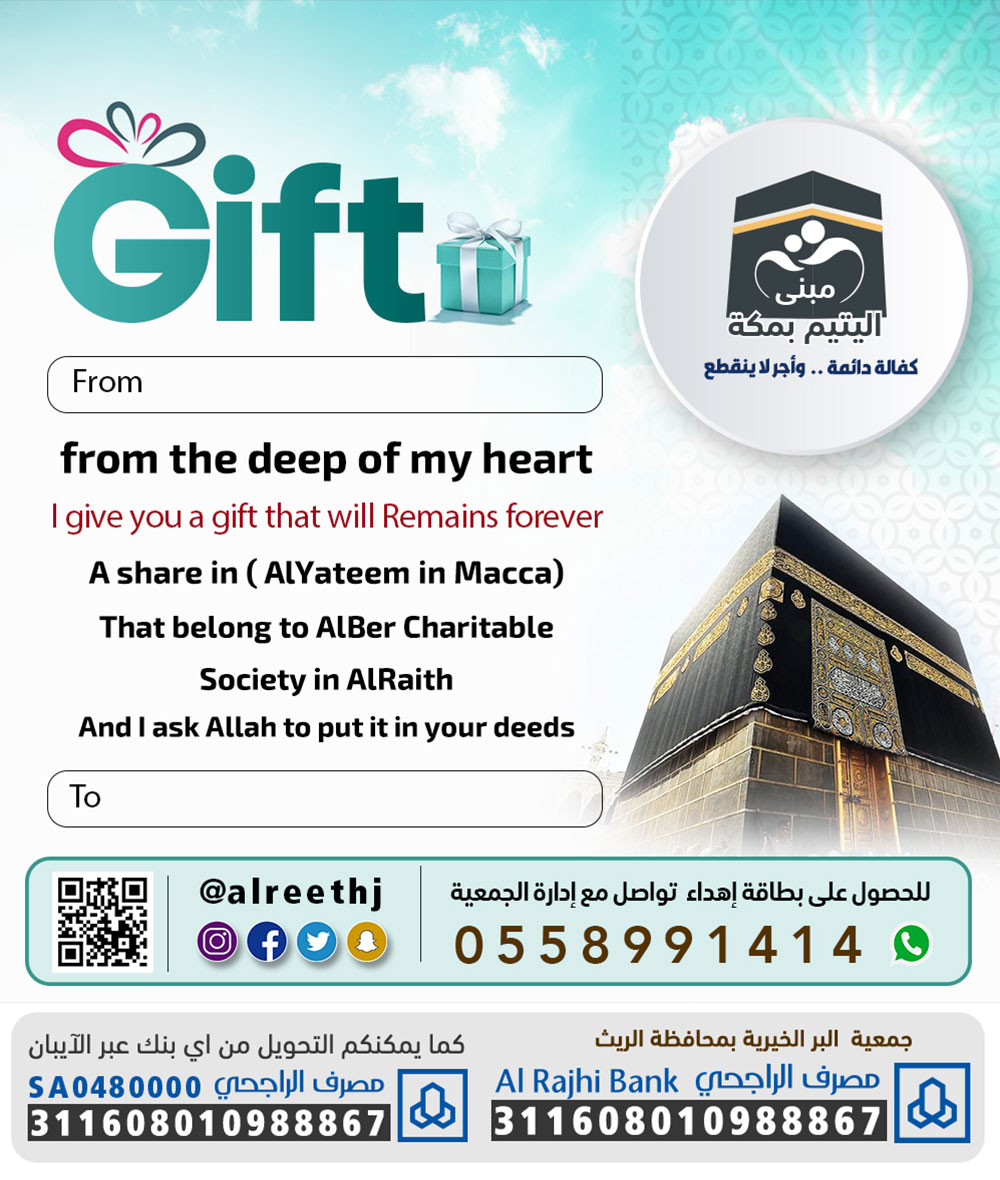 Gift
مبنى
اليتيم بمكة
كفالة دائمة .. وأجر لا ينقطع
From
from the deep of my heart
I give you a gift that will Remains forever
A share in ( AlYateem in Macca)
That belong to AlBer Charitable
Society in AlRaith
And I ask Allah to put it in your deeds
To
@alreethj
للحصول على بطاقة إهداء تواصل مع إدارة الجمعية
0558991414
جمعية البر الخيرية بمحافظة الريث
Al Rajhi Bank مصرف الراجحي
311608010988867
كما يمكنكم التحويل من اي بنك عبر الآيبان
SA0480000 مصرف الراجحي
311608010988867